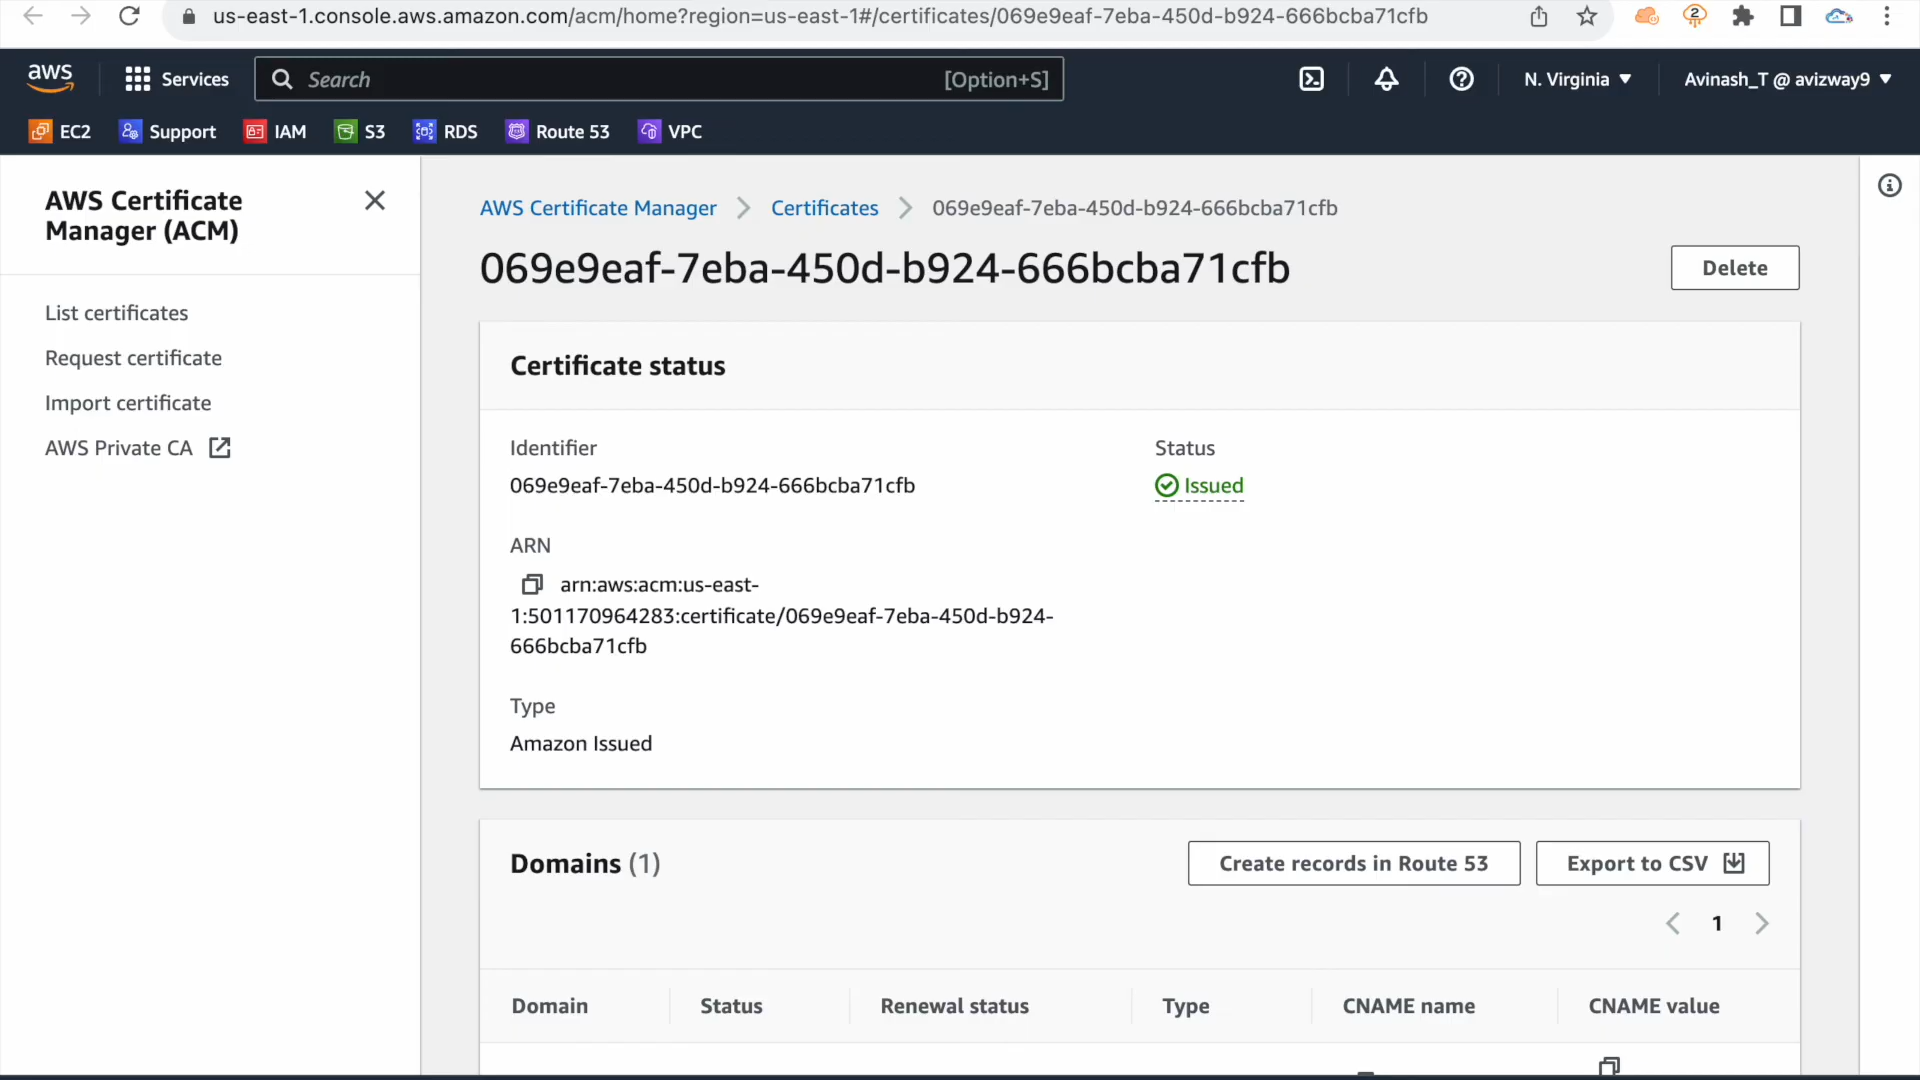 us-east-1.console.aws.amazon.com/acm/home?region=us-east-1#/certificates/069e9eaf-7eba-450d-b924-666bcba71cfb
2
aws
Services
Search
[Option+S]
N. Virginia
Avinash_T @ avizway9
EC2
Support
IAM
S3
RDS
Route 53
VPC
AWS Certificate
Manager (ACM)
List certificates
Request certificate
Import certificate
AWS Private CA
AWS Certificate Manager
Certificates
069e9eaf-7eba-450d-b924-666bcba71cfb
069e9eaf-7eba-450d-b924-666bcba71cfb
Delete
Certificate status
Identifier
069e9eaf-7eba-450d-b924-666bcba71cfb
Status
Issued
ARN
arn:aws:acm:us-east-
1:501170964283:certificate/069e9eaf-7eba-450d-b924-
666bcba71cfb
Type
Amazon Issued
Domains (1)
Create records in Route 53
Export to CSV
1
Domain
Status
Renewal status
Type
CNAME name
CNAME value